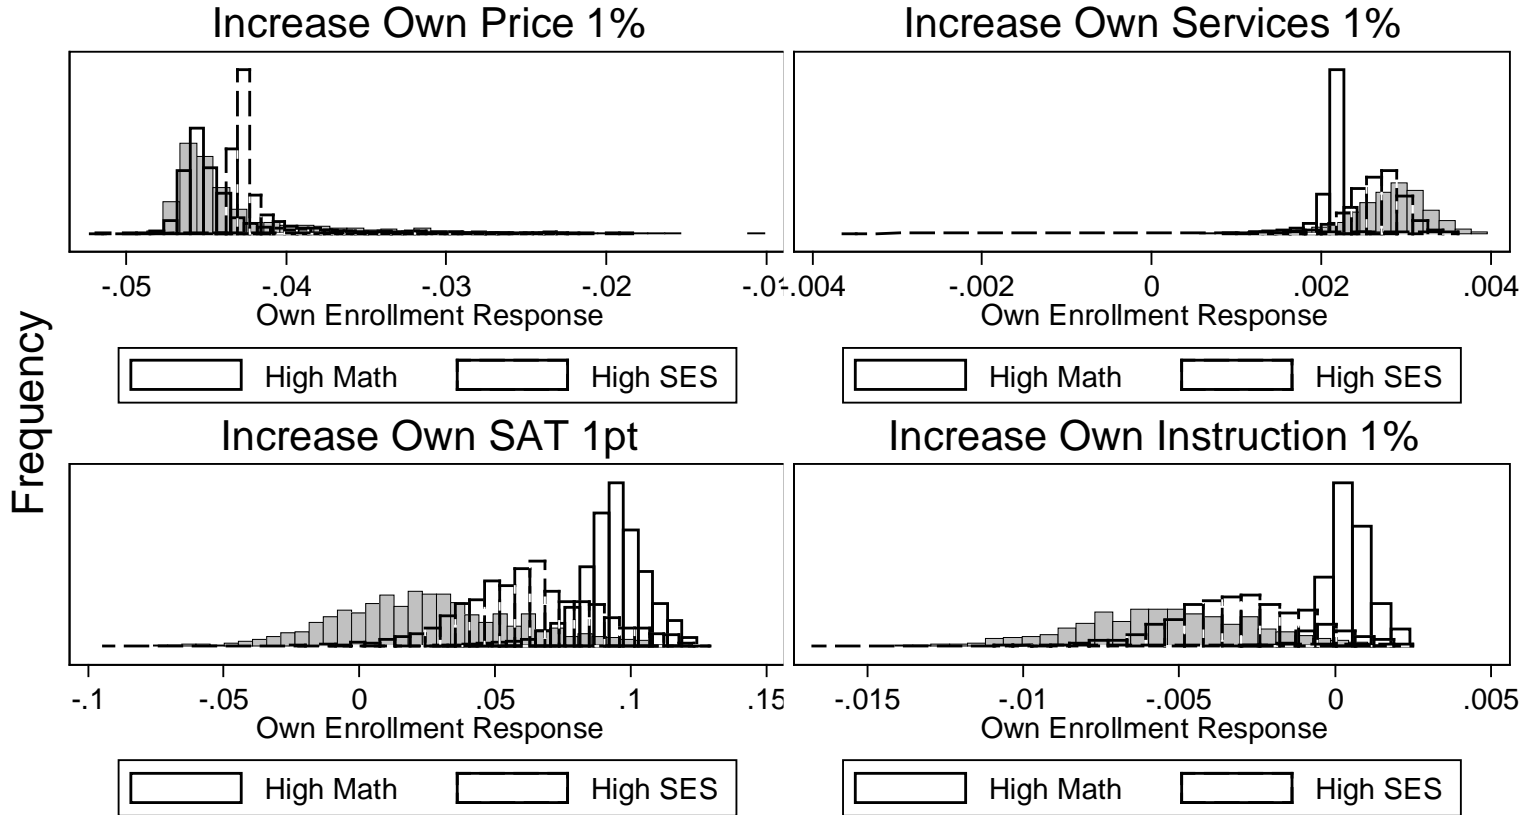 Increase Own Price 1%
Increase Own Services 1%
-.05 -.04 -.03 -.02
-.004 -.002 0 .002 .004
Own Enrollment Response
Own Enrollment Response
High Math High SES
High Math High SES
Frequency
Increase Own SAT 1pt
Increase Own Instruction 1%
-.1 -.05 0 .05 .1 .15
-.015 -.01 -.005 0 .005
Own Enrollment Response
Own Enrollment Response
High Math High SES
High Math High SES